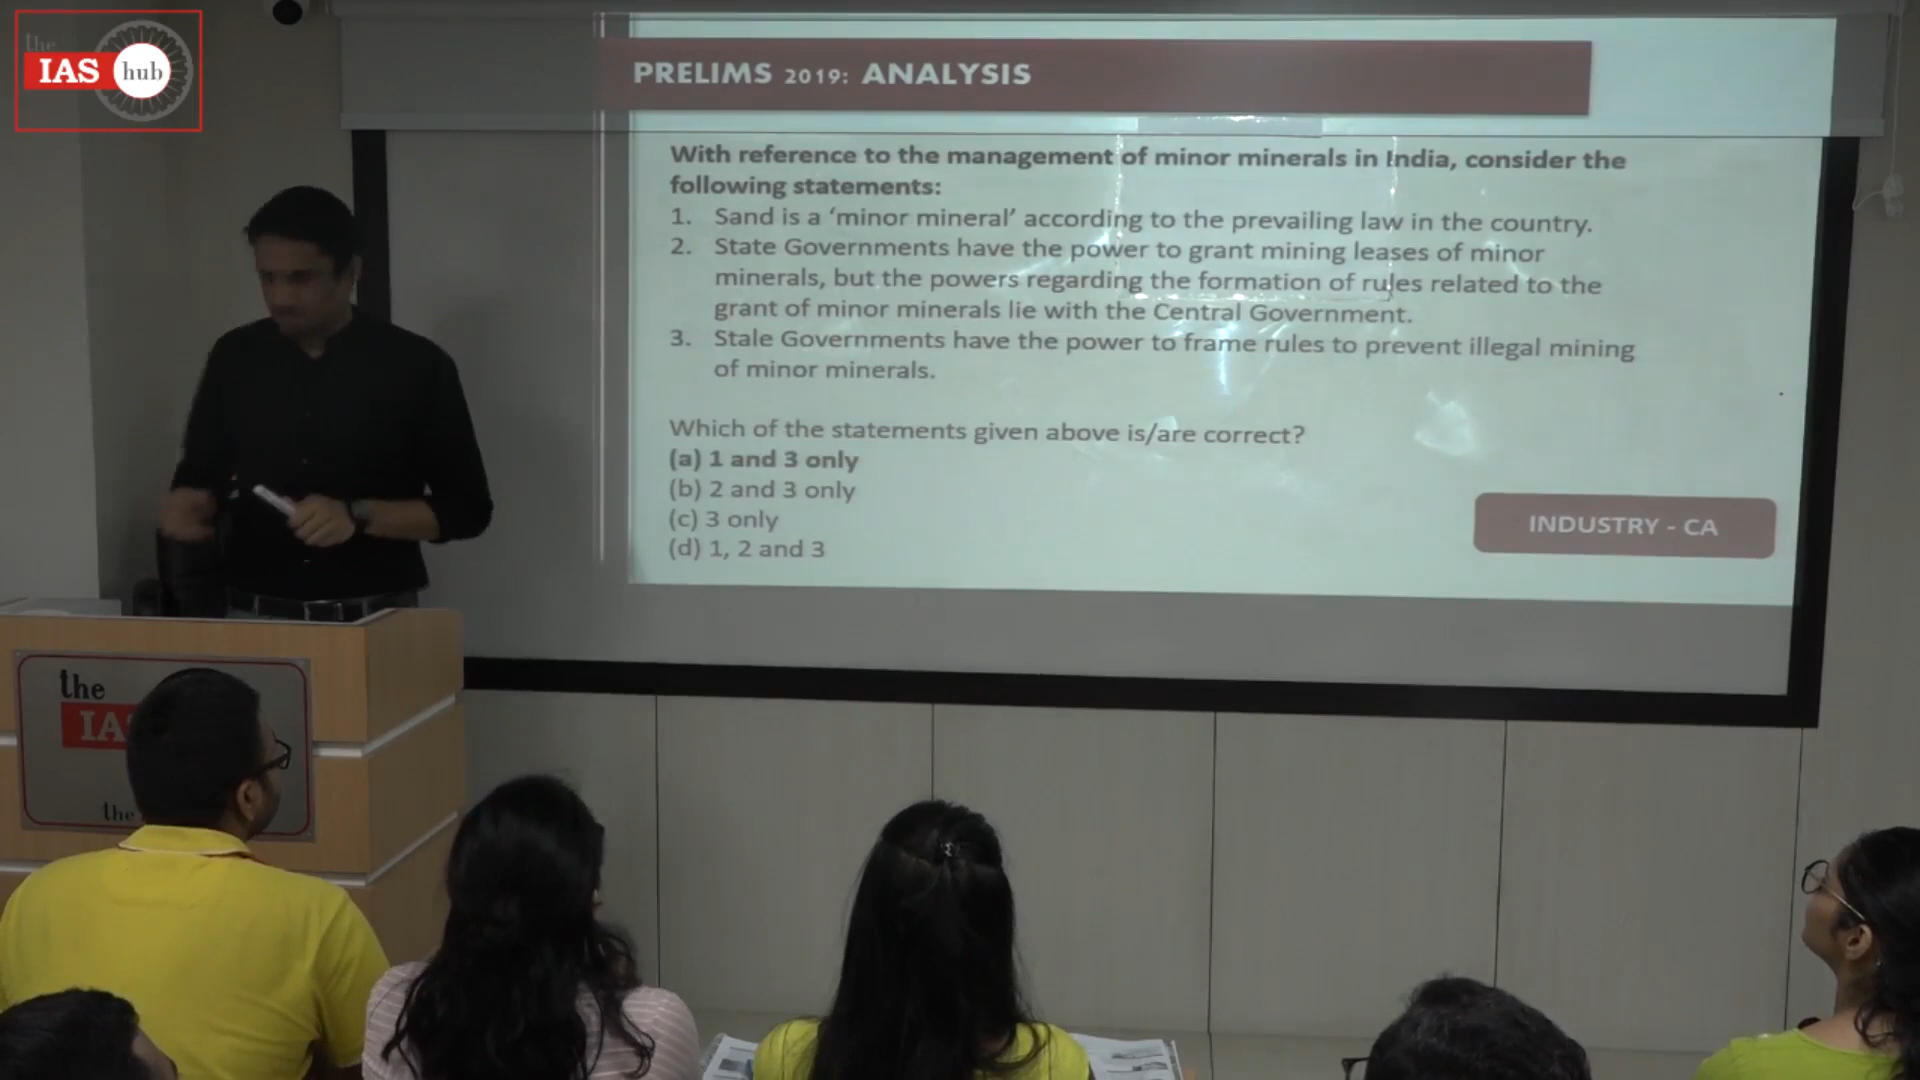 the
IAS hub
PRELIMS 2019: ANALYSIS
With reference to the management of minor minerals in India, consider the
following statements:
1. Sand is a ‘minor mineral’ according to the prevailing law in the country.
2. State Governments have the power to grant mining leases of minor
minerals, but the powers regarding the formation of rules related to the
grant of minor minerals lie with the Central Government.
3. Stale Governments have the power to frame rules to prevent illegal mining
of minor minerals.
Which of the statements given above is/are correct?
(a) 1 and 3 only
(b) 2 and 3 only
(c) 3 only
(d) 1, 2 and 3
INDUSTRY - CA
the
IA
the